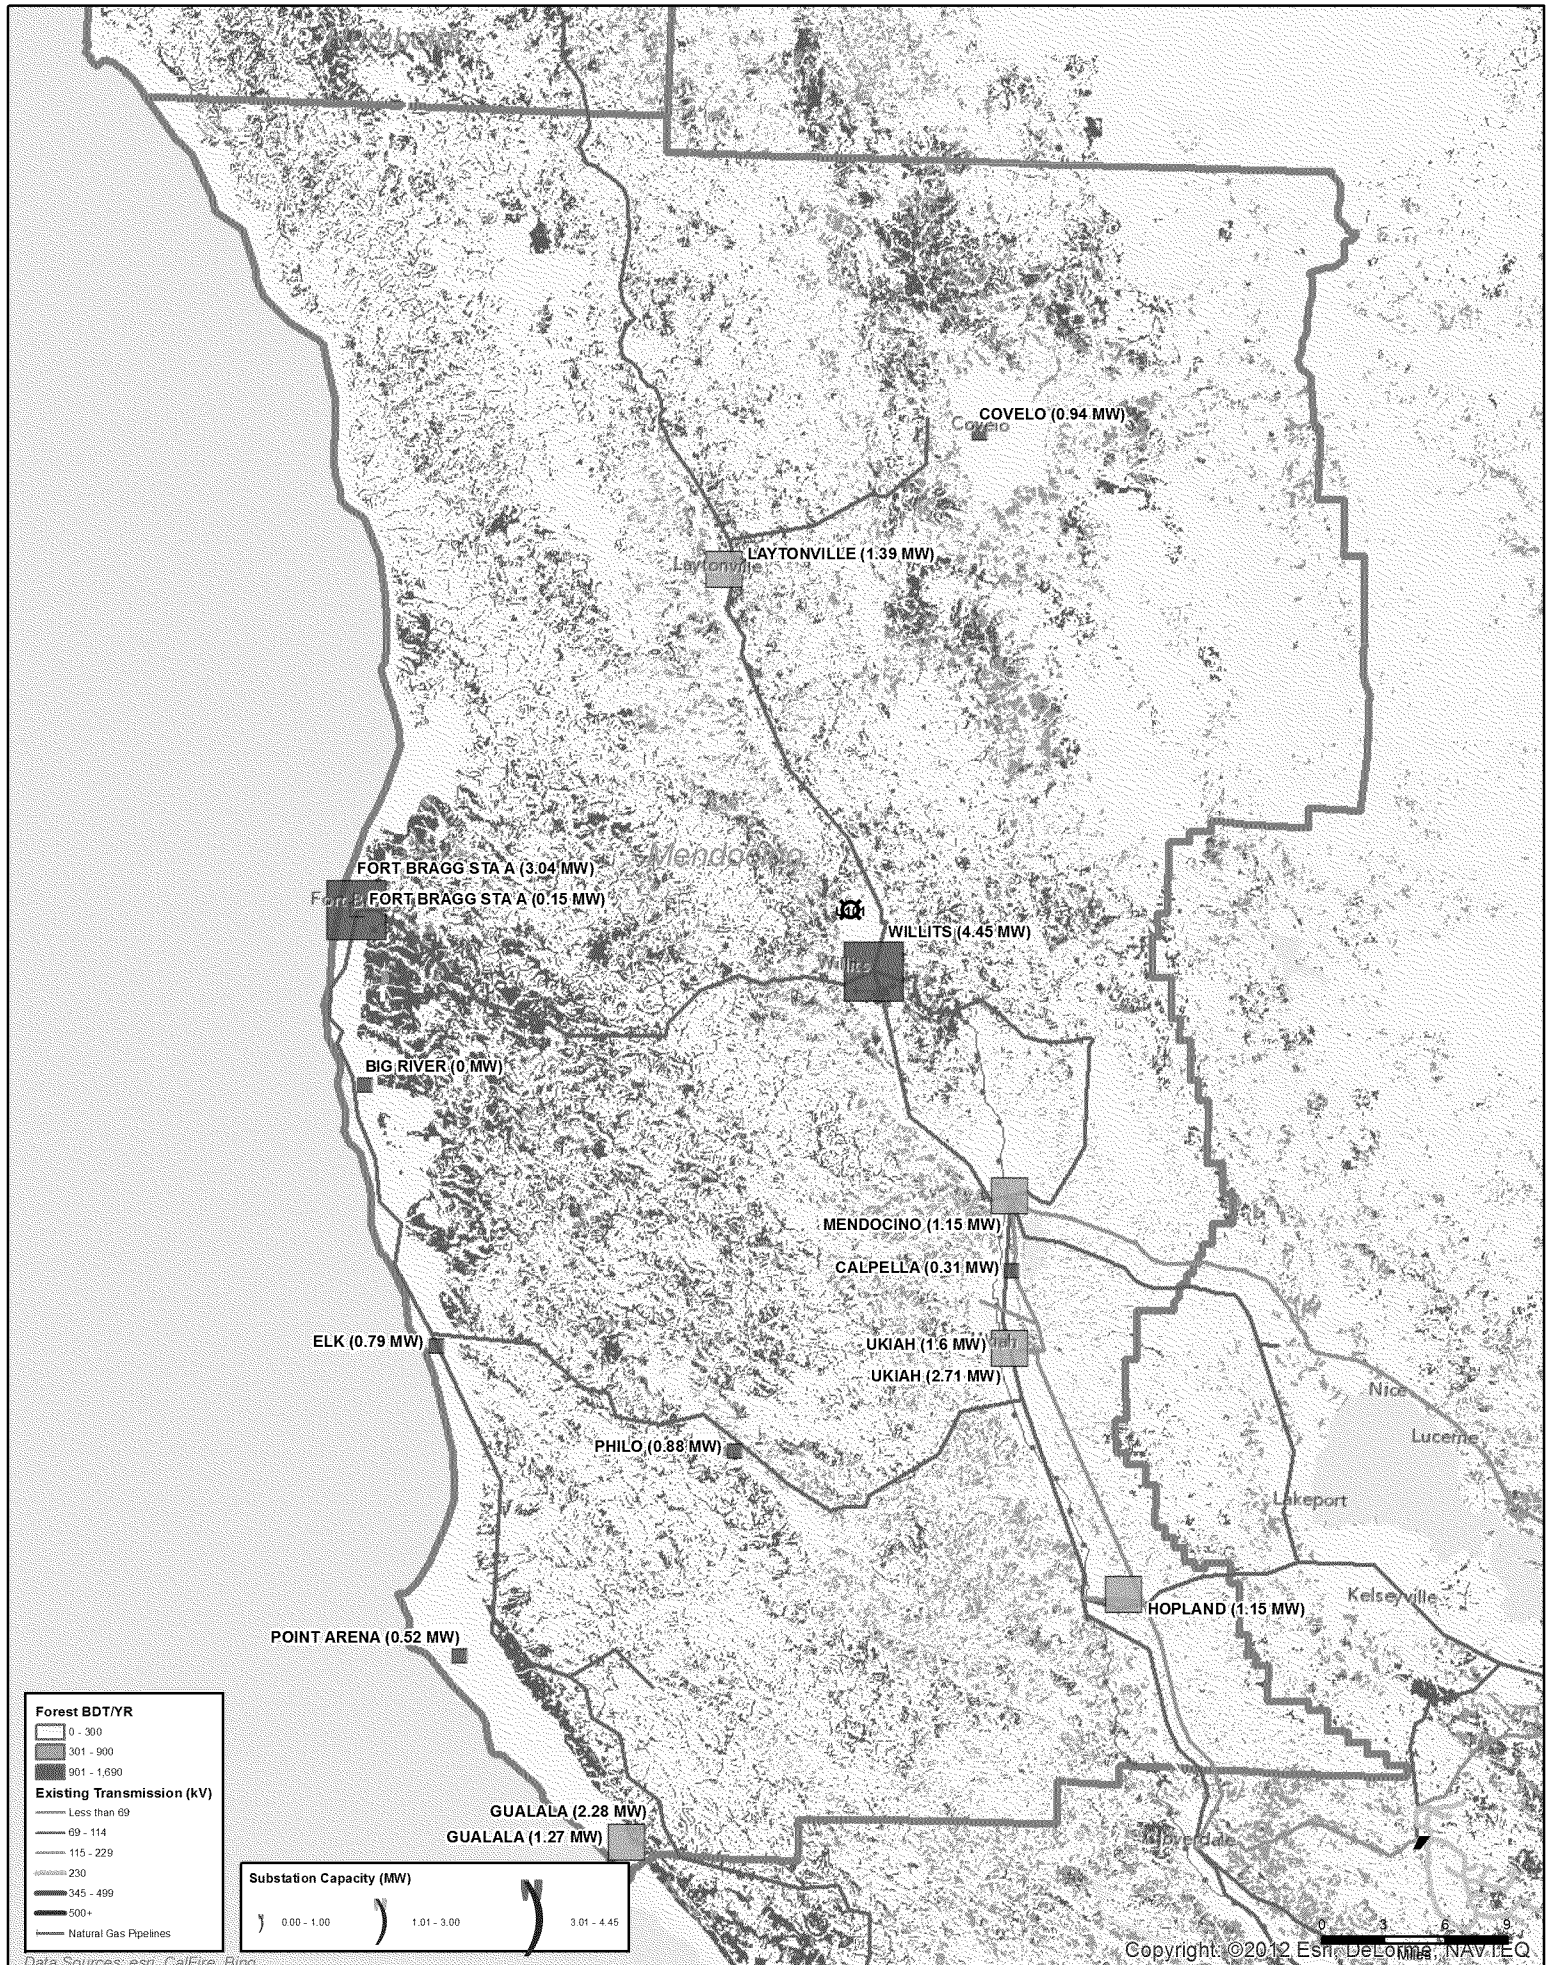 Humboldt
COVELO (0.94 MW)
Covelo
LAYTONVILLE (1.39 MW)
Laytonville
Mendocino
FORT BRAGG STA A (3.04 MW)
FORT BRAGG STA A (0.15 MW)
WILLITS (4.45 MW)
Willits
BIG RIVER (0 MW)
MENDOCINO (1.15 MW)
CALPELLA (0.31 MW)
ELK (0.79 MW)
UKIAH (1.6 MW)
UKIAH (2.71 MW)
Nice
Lucerne
PHILO (0.88 MW)
Lakeport
Kelseyville
HOPLAND (1.15 MW)
POINT ARENA (0.52 MW)
GUALALA (2.28 MW)
GUALALA (1.27 MW)
Cloverdale
Forest BDT/YR
0 - 300
301 - 900
901 - 1,690
Existing Transmission (kV)
Less than 69
69 - 114
115 - 229
230
345 - 499
500+
Natural Gas Pipelines
Substation Capacity (MW)
0.00 - 1.00
1.01 - 3.00
3.01 - 4.45
0 3 6 9
Miles
Copyright: ©2012 Esri, DeLorme, NAVTEQ
Data Sources: esri, CalFire, Bing